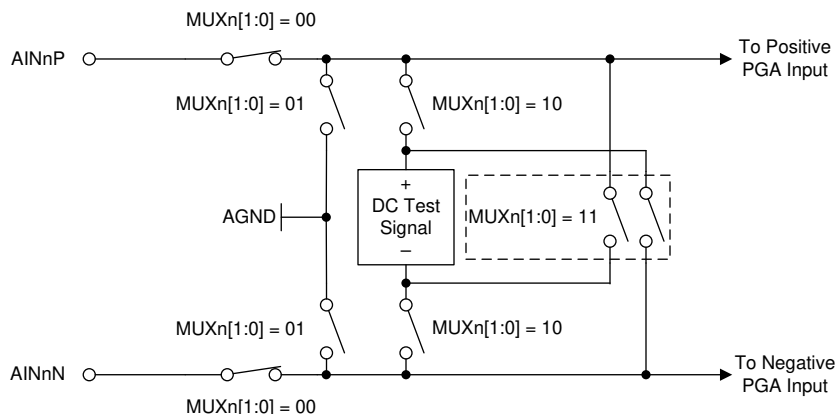 MUXn[1:0] = 00
AINnP
To Positive
PGA Input
MUXn[1:0] = 01
MUXn[1:0] = 10
+
DC Test
Signal
–
AGND
MUXn[1:0] = 11
MUXn[1:0] = 01
MUXn[1:0] = 10
AINnN
To Negative
PGA Input
MUXn[1:0] = 00